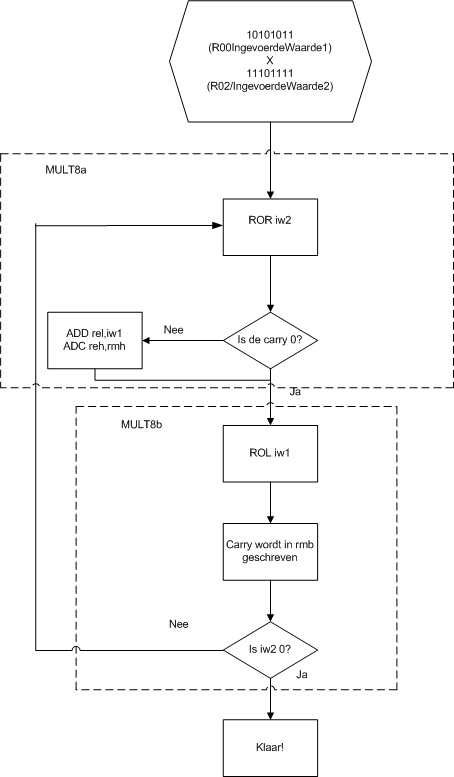 10101011
(R00IngevoerdeWaarde1)
X
11101111
(R02/IngevoerdeWaarde2)
MULT8a
ROR iw2
ADD rel,iw1
ADC reh,rmh
Nee
Is de carry 0?
Ja
MULT8b
ROL iw1
Carry wordt in rmb
geschreven
Nee
Is iw2 0?
Ja
Klaar!